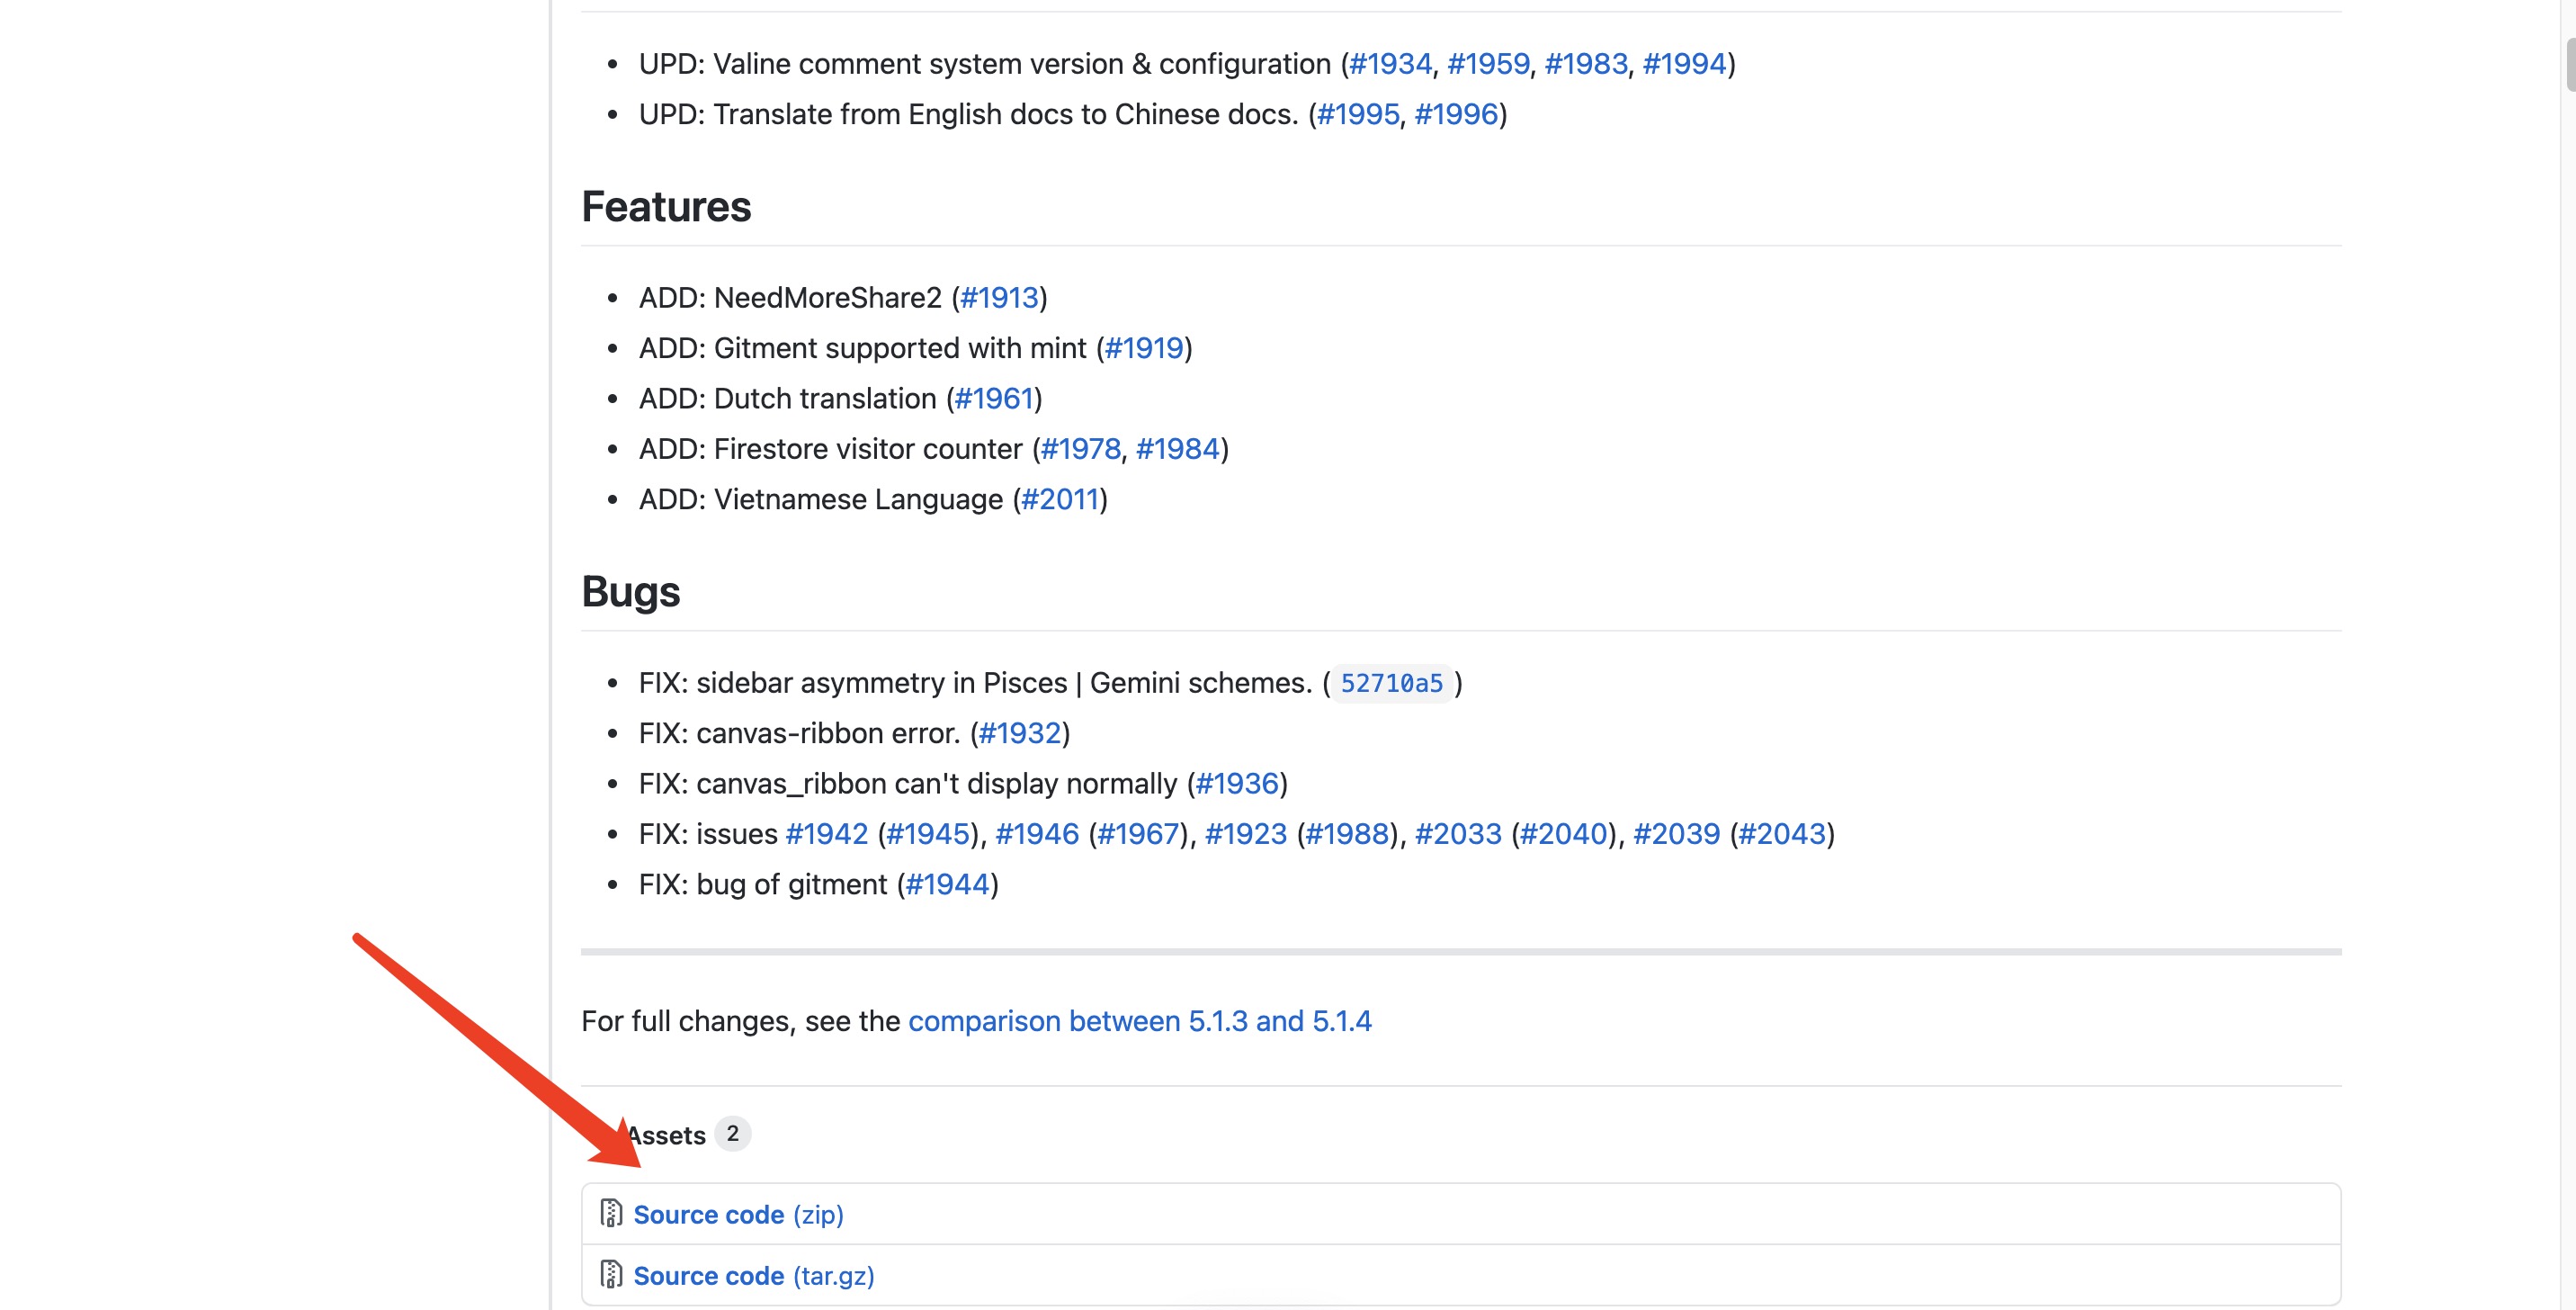 UPD: Valine comment system version & configuration (#1934, #1959, #1983, #1994)
UPD: Translate from English docs to Chinese docs. (#1995, #1996)
Features
ADD: NeedMoreShare2 (#1913)
ADD: Gitment supported with mint (#1919)
ADD: Dutch translation (#1961)
ADD: Firestore visitor counter (#1978, #1984)
ADD: Vietnamese Language (#2011)
Bugs
FIX: sidebar asymmetry in Pisces | Gemini schemes. (52710a5)
FIX: canvas-ribbon error. (#1932)
FIX: canvas_ribbon can't display normally (#1936)
FIX: issues #1942 (#1945), #1946 (#1967), #1923 (#1988), #2033 (#2040), #2039 (#2043)
FIX: bug of gitment (#1944)
For full changes, see the comparison between 5.1.3 and 5.1.4
Assets 2
Source code (zip)
Source code (tar.gz)